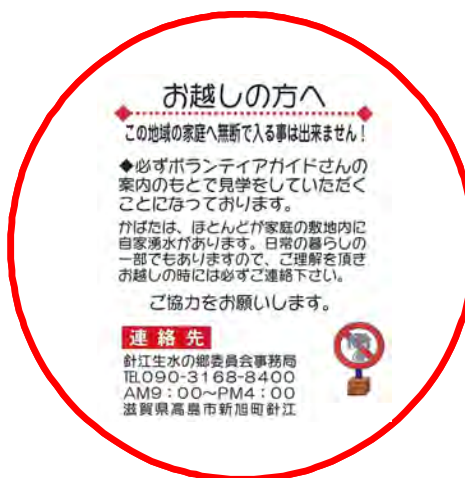 お越しの方へ
この地域の家庭へ無断で入る事は出来ません！
◆必ずボランティアガイドさんの
案内のもとで見学をしていただく
ことになっております。
かばたは、ほとんどが家庭の敷地内に
自家湧水があります。日常の暮らしの
一部でもありますので、ご理解を頂き
お越しの時には必ずご連絡下さい。
ご協力をお願いします。
連絡先
針江生水の郷委員会事務局
TEL090-3168-8400
AM9：00～PM4：00
滋賀県高島市新旭町針江